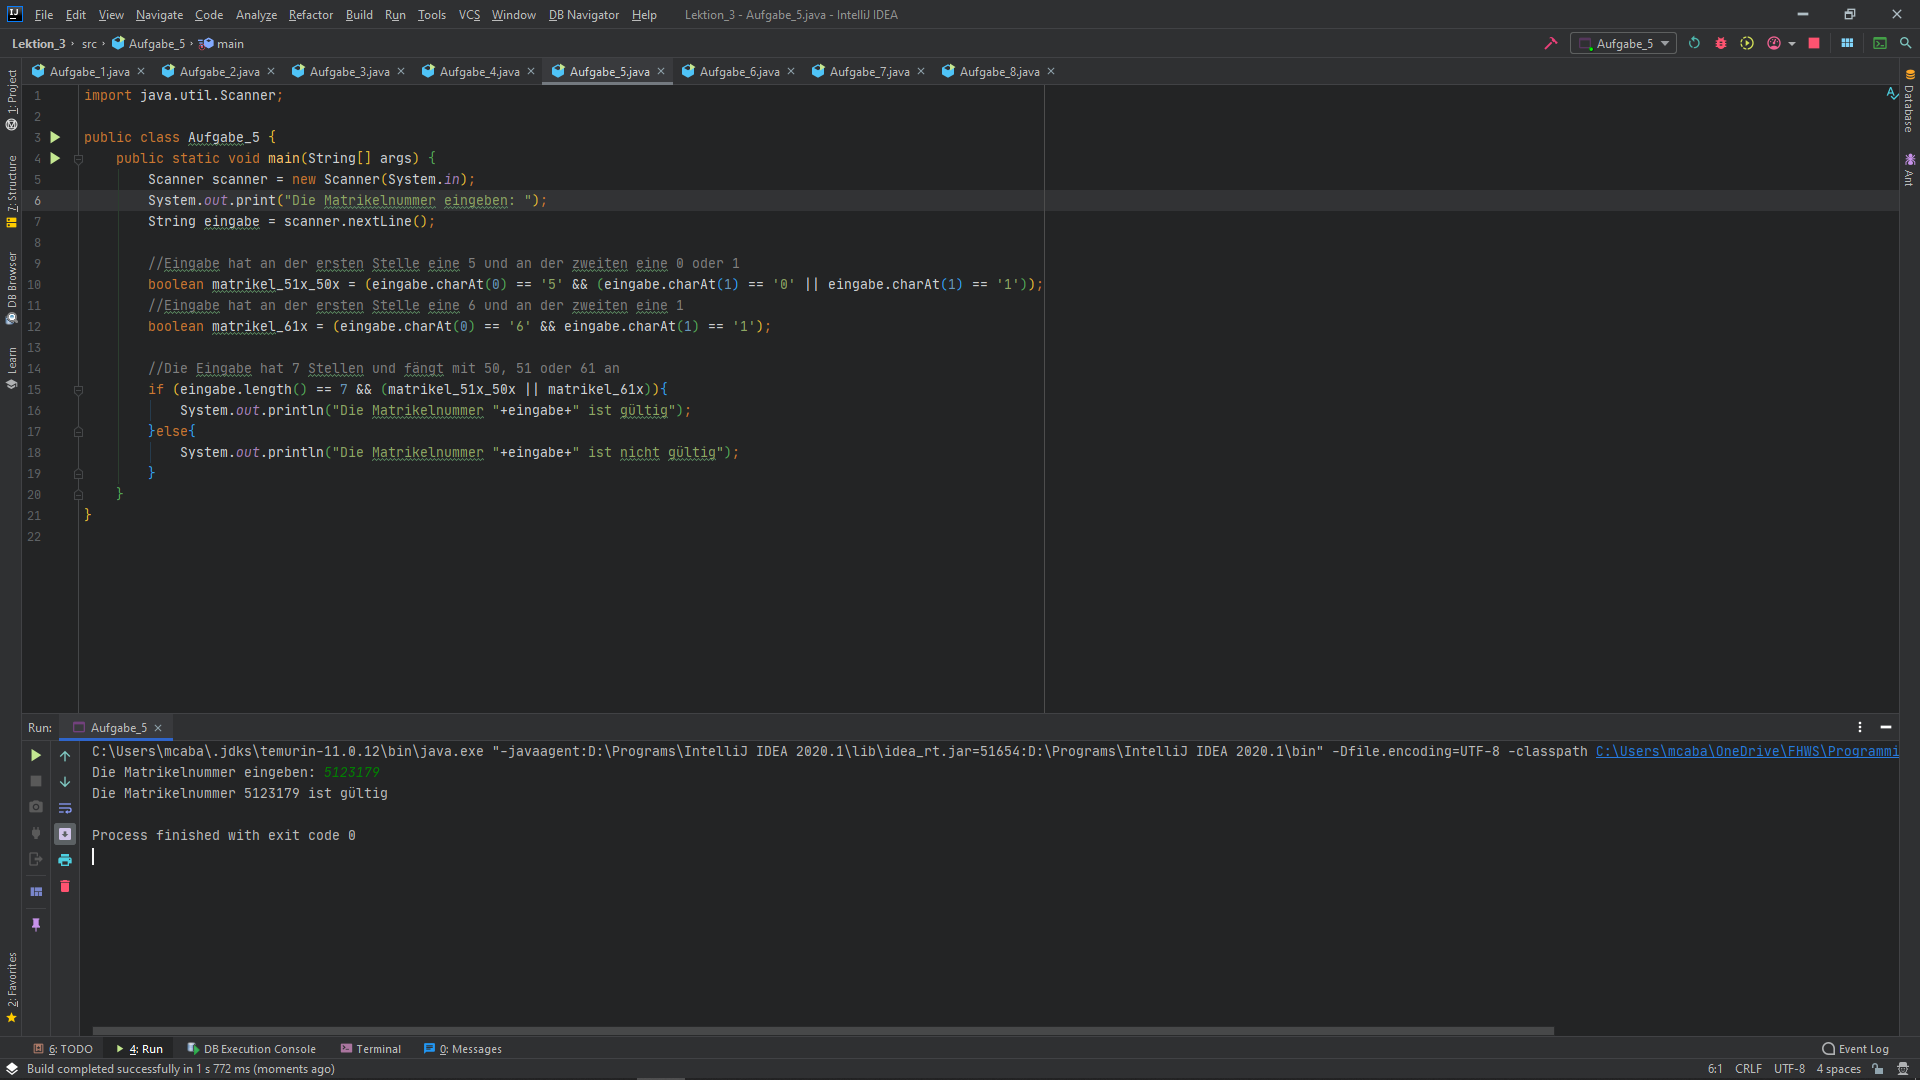 File Edit View Navigate Code Analyze Refactor Build Run Tools VCS Window DB Navigator Help Lektion_3 - Aufgabe_5.java - IntelliJ IDEA
Lektion_3 › src › Aufgabe_5 › main Aufgabe_5
Aufgabe_1.java Aufgabe_2.java Aufgabe_3.java Aufgabe_4.java Aufgabe_5.java Aufgabe_6.java Aufgabe_7.java Aufgabe_8.java
1: Project
7: Structure
DB Browser
Learn
2: Favorites
Database
Ant
1 import java.util.Scanner;
2
3 public class Aufgabe_5 {
4 public static void main(String[] args) {
5 Scanner scanner = new Scanner(System.in);
6 System.out.print("Die Matrikelnummer eingeben: ");
7 String eingabe = scanner.nextLine();
8
9 //Eingabe hat an der ersten Stelle eine 5 und an der zweiten eine 0 oder 1
10 boolean matrikel_51x_50x = (eingabe.charAt(0) == '5' && (eingabe.charAt(1) == '0' || eingabe.charAt(1) == '1'));
11 //Eingabe hat an der ersten Stelle eine 6 und an der zweiten eine 1
12 boolean matrikel_61x = (eingabe.charAt(0) == '6' && eingabe.charAt(1) == '1');
13
14 //Die Eingabe hat 7 Stellen und fängt mit 50, 51 oder 61 an
15 if (eingabe.length() == 7 && (matrikel_51x_50x || matrikel_61x)){
16 System.out.println("Die Matrikelnummer "+eingabe+" ist gültig");
17 }else{
18 System.out.println("Die Matrikelnummer "+eingabe+" ist nicht gültig");
19 }
20 }
21 }
22
Run: Aufgabe_5
C:\Users\mcaba\.jdks\temurin-11.0.12\bin\java.exe "-javaagent:D:\Programs\IntelliJ IDEA 2020.1\lib\idea_rt.jar=51654:D:\Programs\IntelliJ IDEA 2020.1\bin" -Dfile.encoding=UTF-8 -classpath C:\Users\mcaba\OneDrive\FHWS\Programmi
Die Matrikelnummer eingeben: 5123179
Die Matrikelnummer 5123179 ist gültig
Process finished with exit code 0
6: TODO 4: Run DB Execution Console Terminal 0: Messages Event Log
Build completed successfully in 1 s 772 ms (moments ago) 6:1 CRLF UTF-8 4 spaces